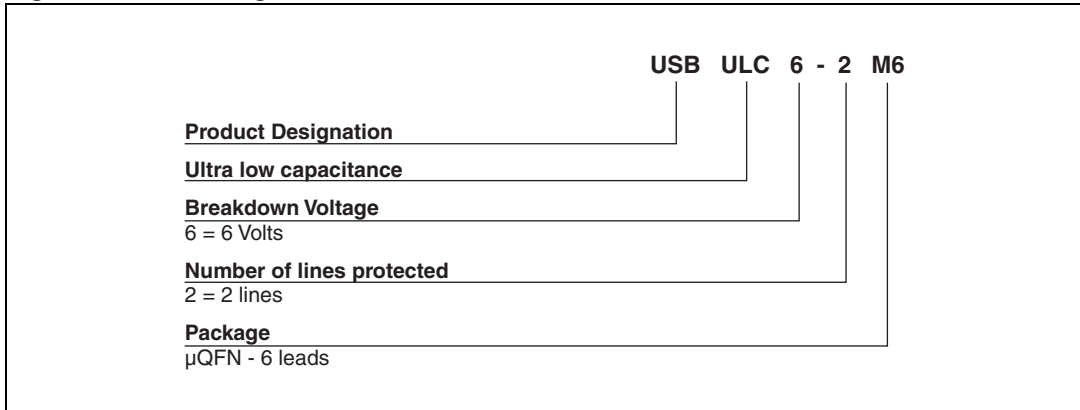 USB ULC 6 - 2 M6
Product Designation
Ultra low capacitance
Breakdown Voltage
6 = 6 Volts
Number of lines protected
2 = 2 lines
Package
µQFN - 6 leads